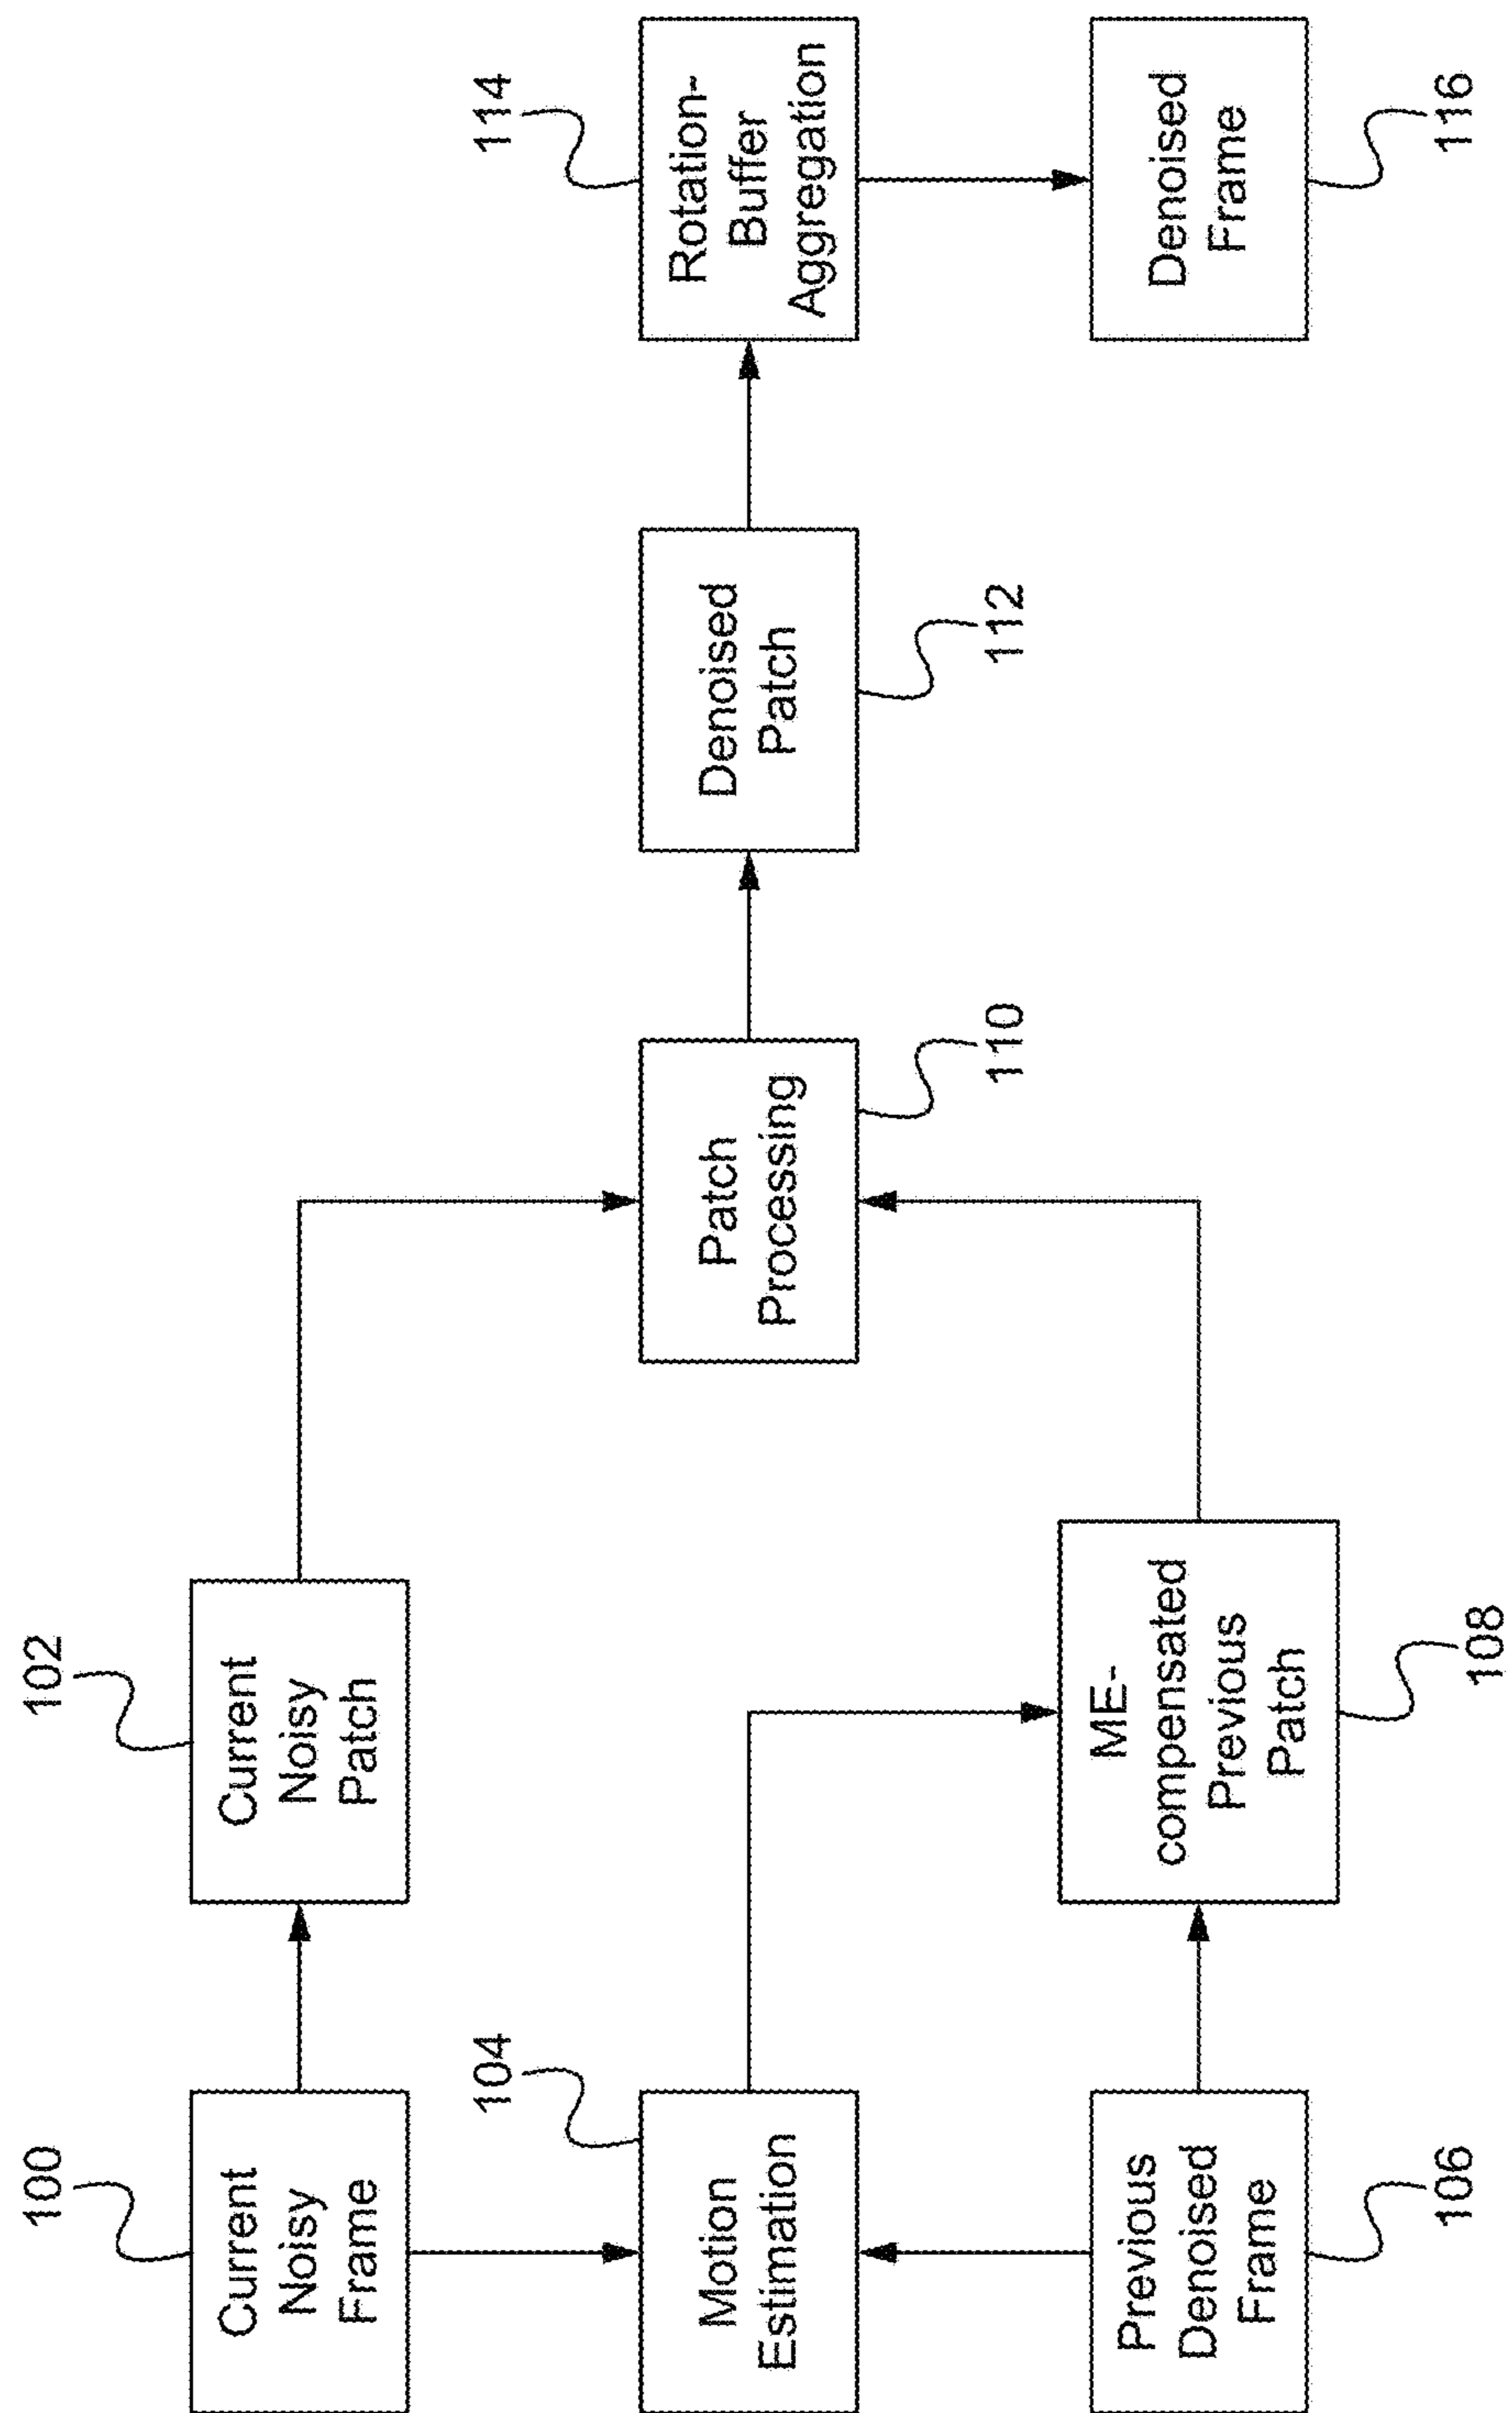 100
Current
Noisy
Frame
102
Current
Noisy
Patch
104
Motion
Estimation
106
Previous
Denoised
Frame
108
ME-
compensated
Previous
Patch
110
Patch
Processing
112
Denoised
Patch
114
Rotation-
Buffer
Aggregation
116
Denoised
Frame